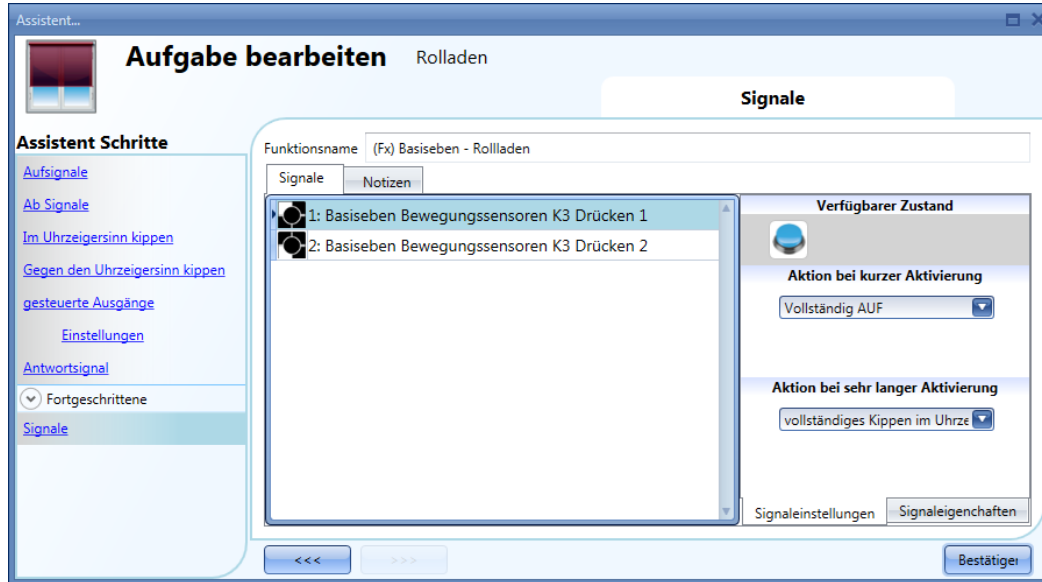 Assistent...
Aufgabe bearbeiten Rolladen
Signale
Assistent Schritte
Aufsignale
Ab Signale
Im Uhrzeigersinn kippen
Gegen den Uhrzeigersinn kippen
gesteuerte Ausgänge
Einstellungen
Antwortsignal
Fortgeschrittene
Signale
Funktionsname (Fx) Basiseben - Rollladen
Signale Notizen
1: Basiseben Bewegungssensoren K3 Drücken 1
2: Basiseben Bewegungssensoren K3 Drücken 2
Verfügbarer Zustand
Aktion bei kurzer Aktivierung
Vollständig AUF
Aktion bei sehr langer Aktivierung
vollständiges Kippen im Uhrze
Signaleinstellungen Signaleigenchaften
<<< >>> Bestätiger